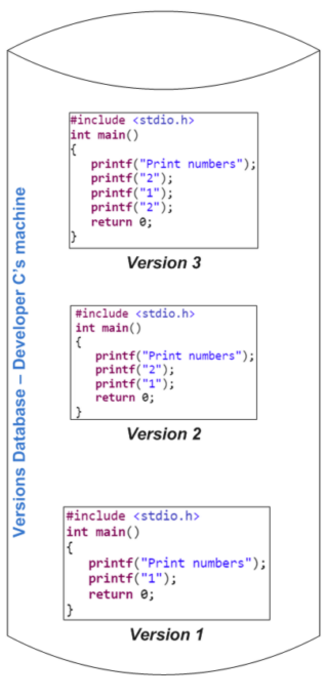 Versions Database – Developer C's machine
#include <stdio.h>
int main()
{
printf("Print numbers");
printf("2");
printf("1");
printf("2");
return 0;
}
Version 3
#include <stdio.h>
int main()
{
printf("Print numbers");
printf("2");
printf("1");
return 0;
}
Version 2
#include <stdio.h>
int main()
{
printf("Print numbers");
printf("1");
return 0;
}
Version 1